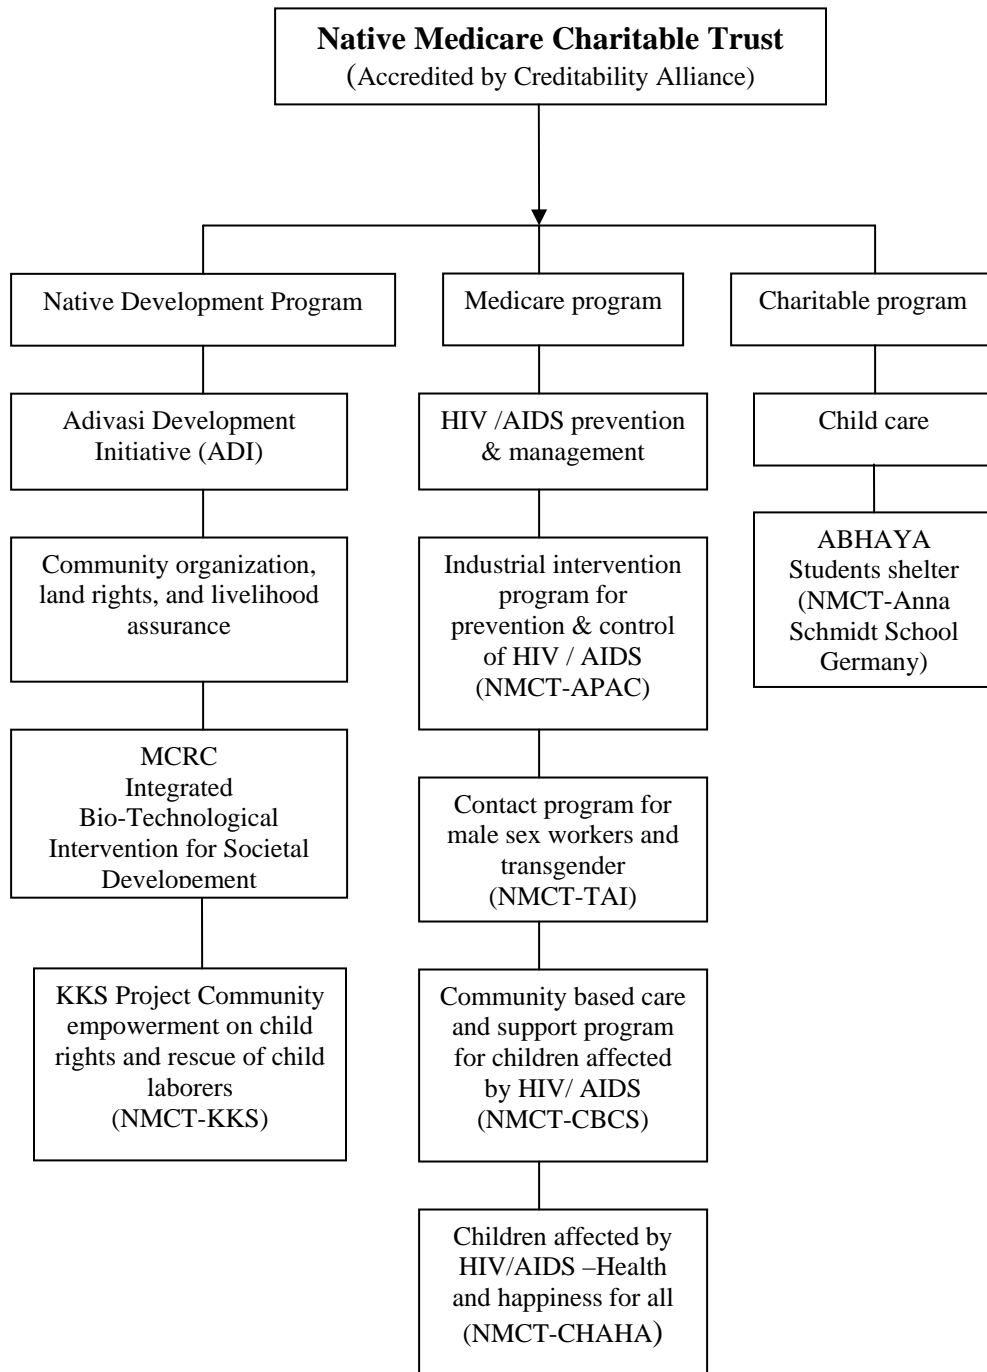 Native Medicare Charitable Trust
(Accredited by Creditability Alliance)
Native Development Program
Medicare program
Charitable program
Adivasi Development
Initiative (ADI)
HIV /AIDS prevention
& management
Child care
Community organization,
land rights, and livelihood
assurance
Industrial intervention
program for
prevention & control
of HIV / AIDS
(NMCT-APAC)
ABHAYA
Students shelter
(NMCT-Anna
Schmidt School
Germany)
MCRC
Integrated
Bio-Technological
Intervention for Societal
Developement
Contact program for
male sex workers and
transgender
(NMCT-TAI)
KKS Project Community
empowerment on child
rights and rescue of child
laborers
(NMCT-KKS)
Community based care
and support program
for children affected
by HIV/ AIDS
(NMCT-CBCS)
Children affected by
HIV/AIDS –Health
and happiness for all
(NMCT-CHAHA)